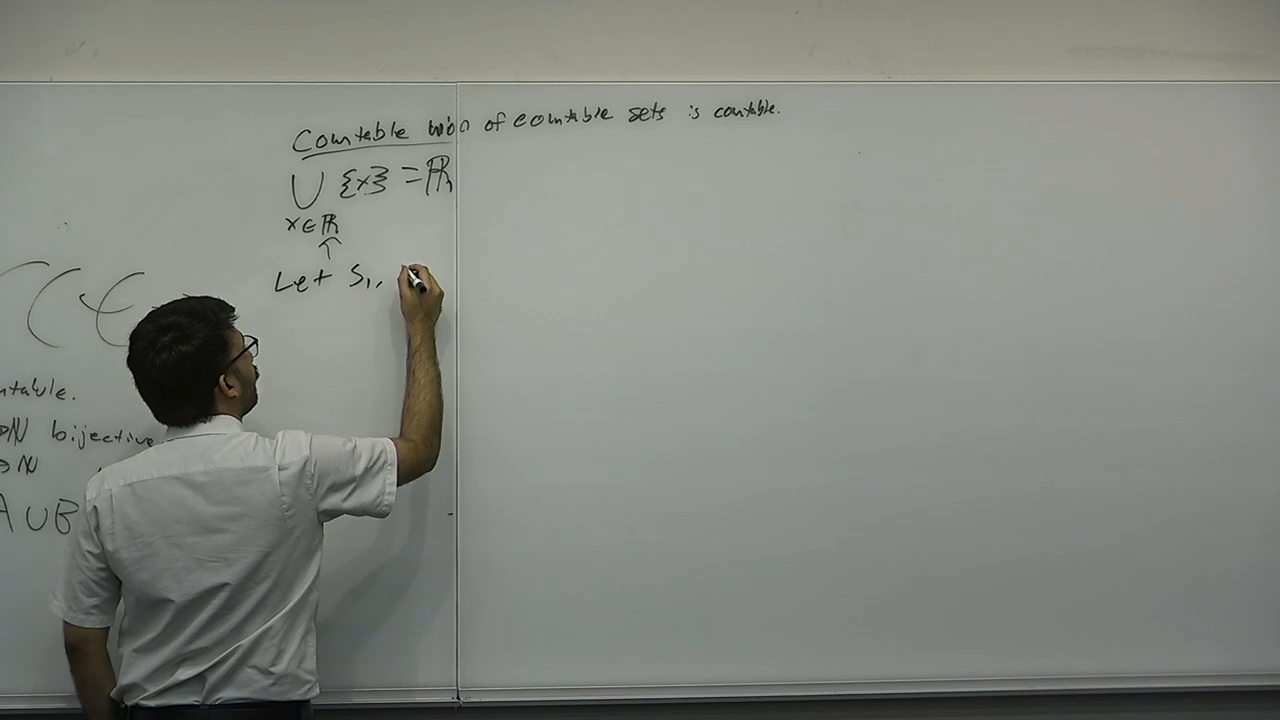 Countable union of countable sets is countable.
∪ {x} = ℝ
x∈ℝ
↑
Let S₁,
ntable.
→ℕ bijective
→ℕ
A∪B